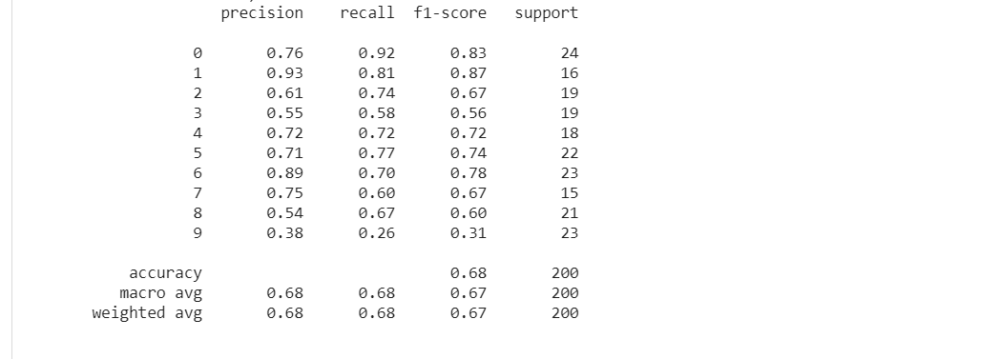 precision recall f1-score support
0 0.76 0.92 0.83 24
1 0.93 0.81 0.87 16
2 0.61 0.74 0.67 19
3 0.55 0.58 0.56 19
4 0.72 0.72 0.72 18
5 0.71 0.77 0.74 22
6 0.89 0.70 0.78 23
7 0.75 0.60 0.67 15
8 0.54 0.67 0.60 21
9 0.38 0.26 0.31 23
accuracy 0.68 200
macro avg 0.68 0.68 0.67 200
weighted avg 0.68 0.68 0.67 200